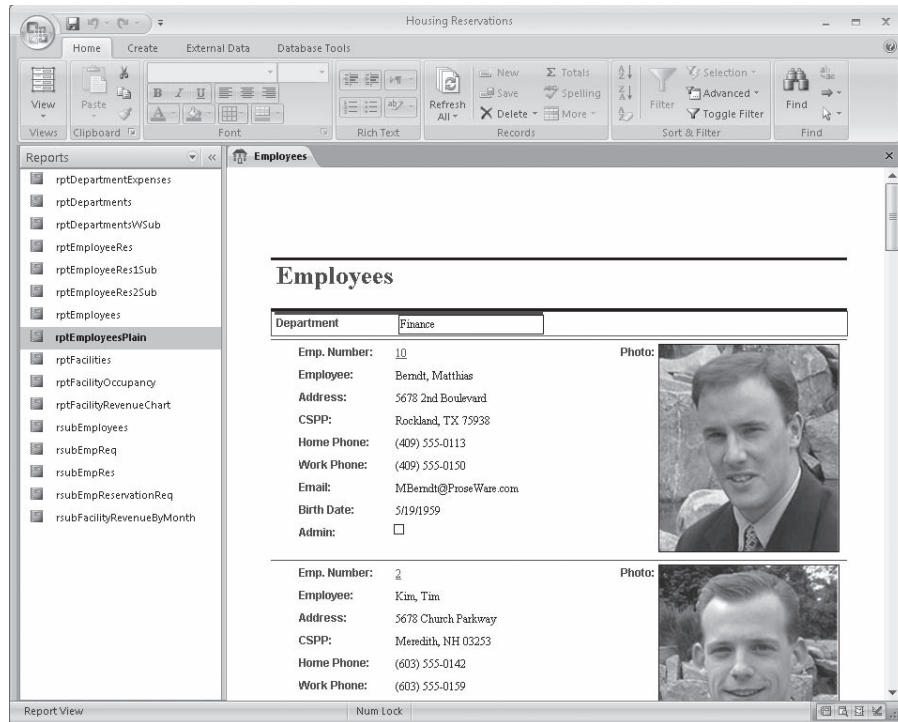 Housing Reservations
Home Create External Data Database Tools
View Paste B I U Refresh All New Save Delete Totals Spelling More Filter Selection Advanced Toggle Filter Find
Views Clipboard Font Rich Text Records Sort & Filter Find
Reports
rptDepartmentExpenses
rptDepartments
rptDepartmentsWSub
rptEmployeeRes
rptEmployeeRes1Sub
rptEmployeeRes2Sub
rptEmployees
rptEmployeesPlain
rptFacilities
rptFacilityOccupancy
rptFacilityRevenueChart
rsubEmployees
rsubEmpReq
rsubEmpRes
rsubEmpReservationReq
rsubFacilityRevenueByMonth
Employees
Employees
Department Finance
Emp. Number: 10 Photo:
Employee: Berndt, Matthias
Address: 5678 2nd Boulevard
CSPP: Rockland, TX 75938
Home Phone: (409) 555-0113
Work Phone: (409) 555-0150
Email: MBerndt@ProseWare.com
Birth Date: 5/19/1959
Admin:
Emp. Number: 2 Photo:
Employee: Kim, Tim
Address: 5678 Church Parkway
CSPP: Meredith, NH 03253
Home Phone: (603) 555-0142
Work Phone: (603) 555-0159
Report View Num Lock